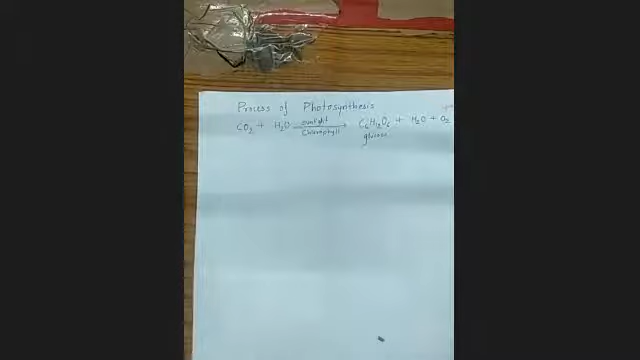 Process of Photosynthesis
CO₂ + H₂O sunlight Chlorophyll → C₆H₁₂O₆ + H₂O + O₂
glucose